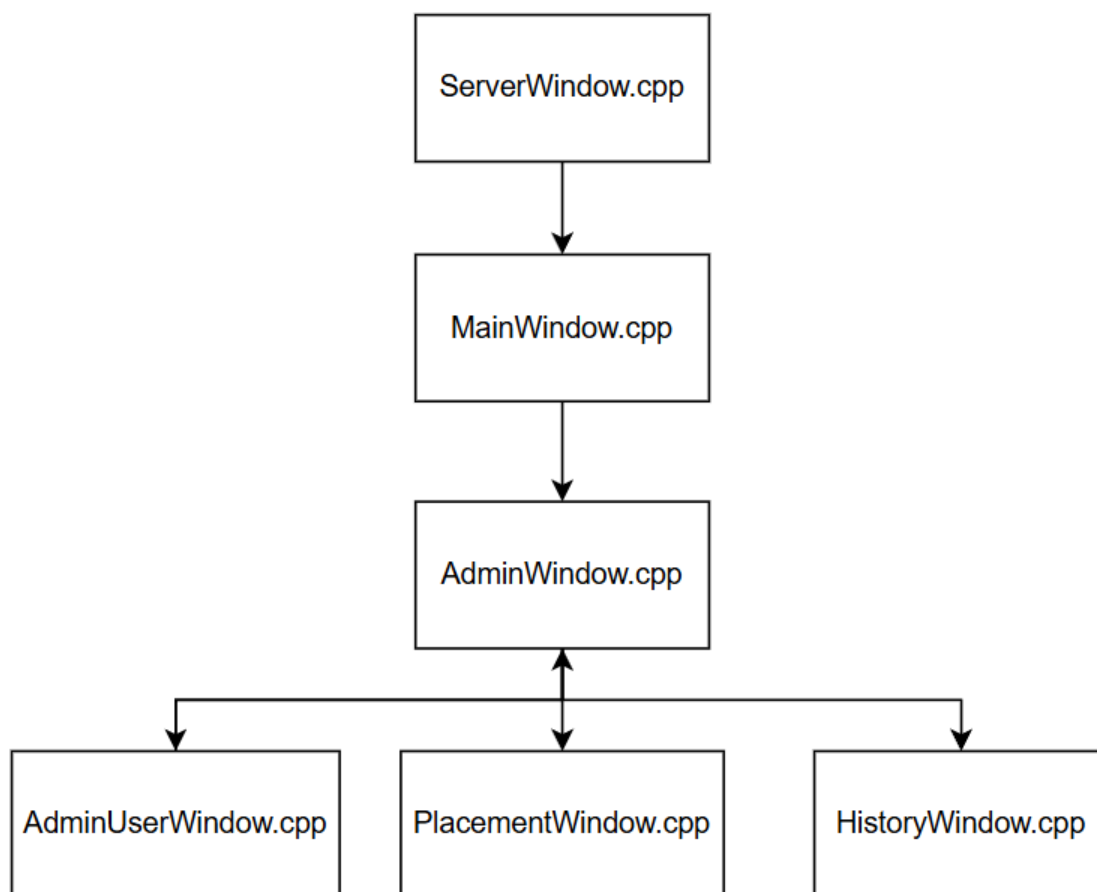 ServerWindow.cpp
MainWindow.cpp
AdminWindow.cpp
AdminUserWindow.cpp
PlacementWindow.cpp
HistoryWindow.cpp